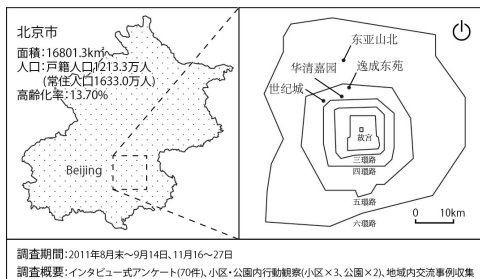 北京市
面積：16801.3k㎡
人口：戸籍人口1213.3万人
(常住人口1633.0万人)
高齢化率：13.70%
Beijing
东亚山北
华清嘉园
逸成东苑
世纪城
故宮
三環路
四環路
五環路
六環路
0 10km
調査期間：2011年8月末～9月14日、11月16～27日
調査概要：インタビュー式アンケート(70件)、小区・公園内行動観察(小区×3、公園×2)、地域内交流事例収集